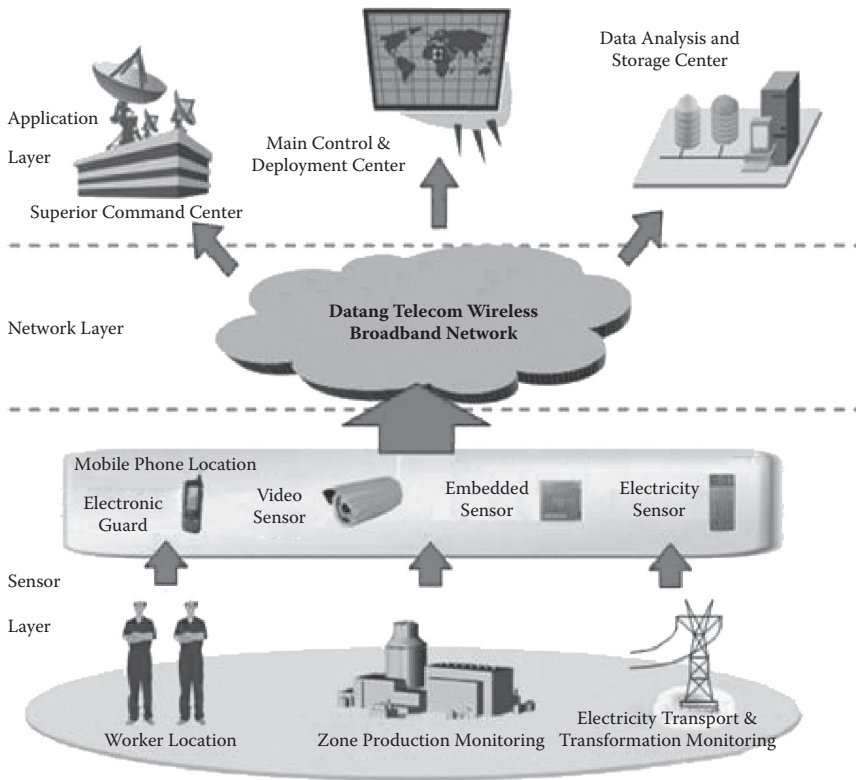 Data Analysis and
Storage Center
Application
Layer
Main Control &
Deployment Center
Superior Command Center
Network Layer
Datang Telecom Wireless
Broadband Network
Mobile Phone Location
Electronic
Guard
Video
Sensor
Embedded
Sensor
Electricity
Sensor
Sensor
Layer
Worker Location
Zone Production Monitoring
Electricity Transport &
Transformation Monitoring